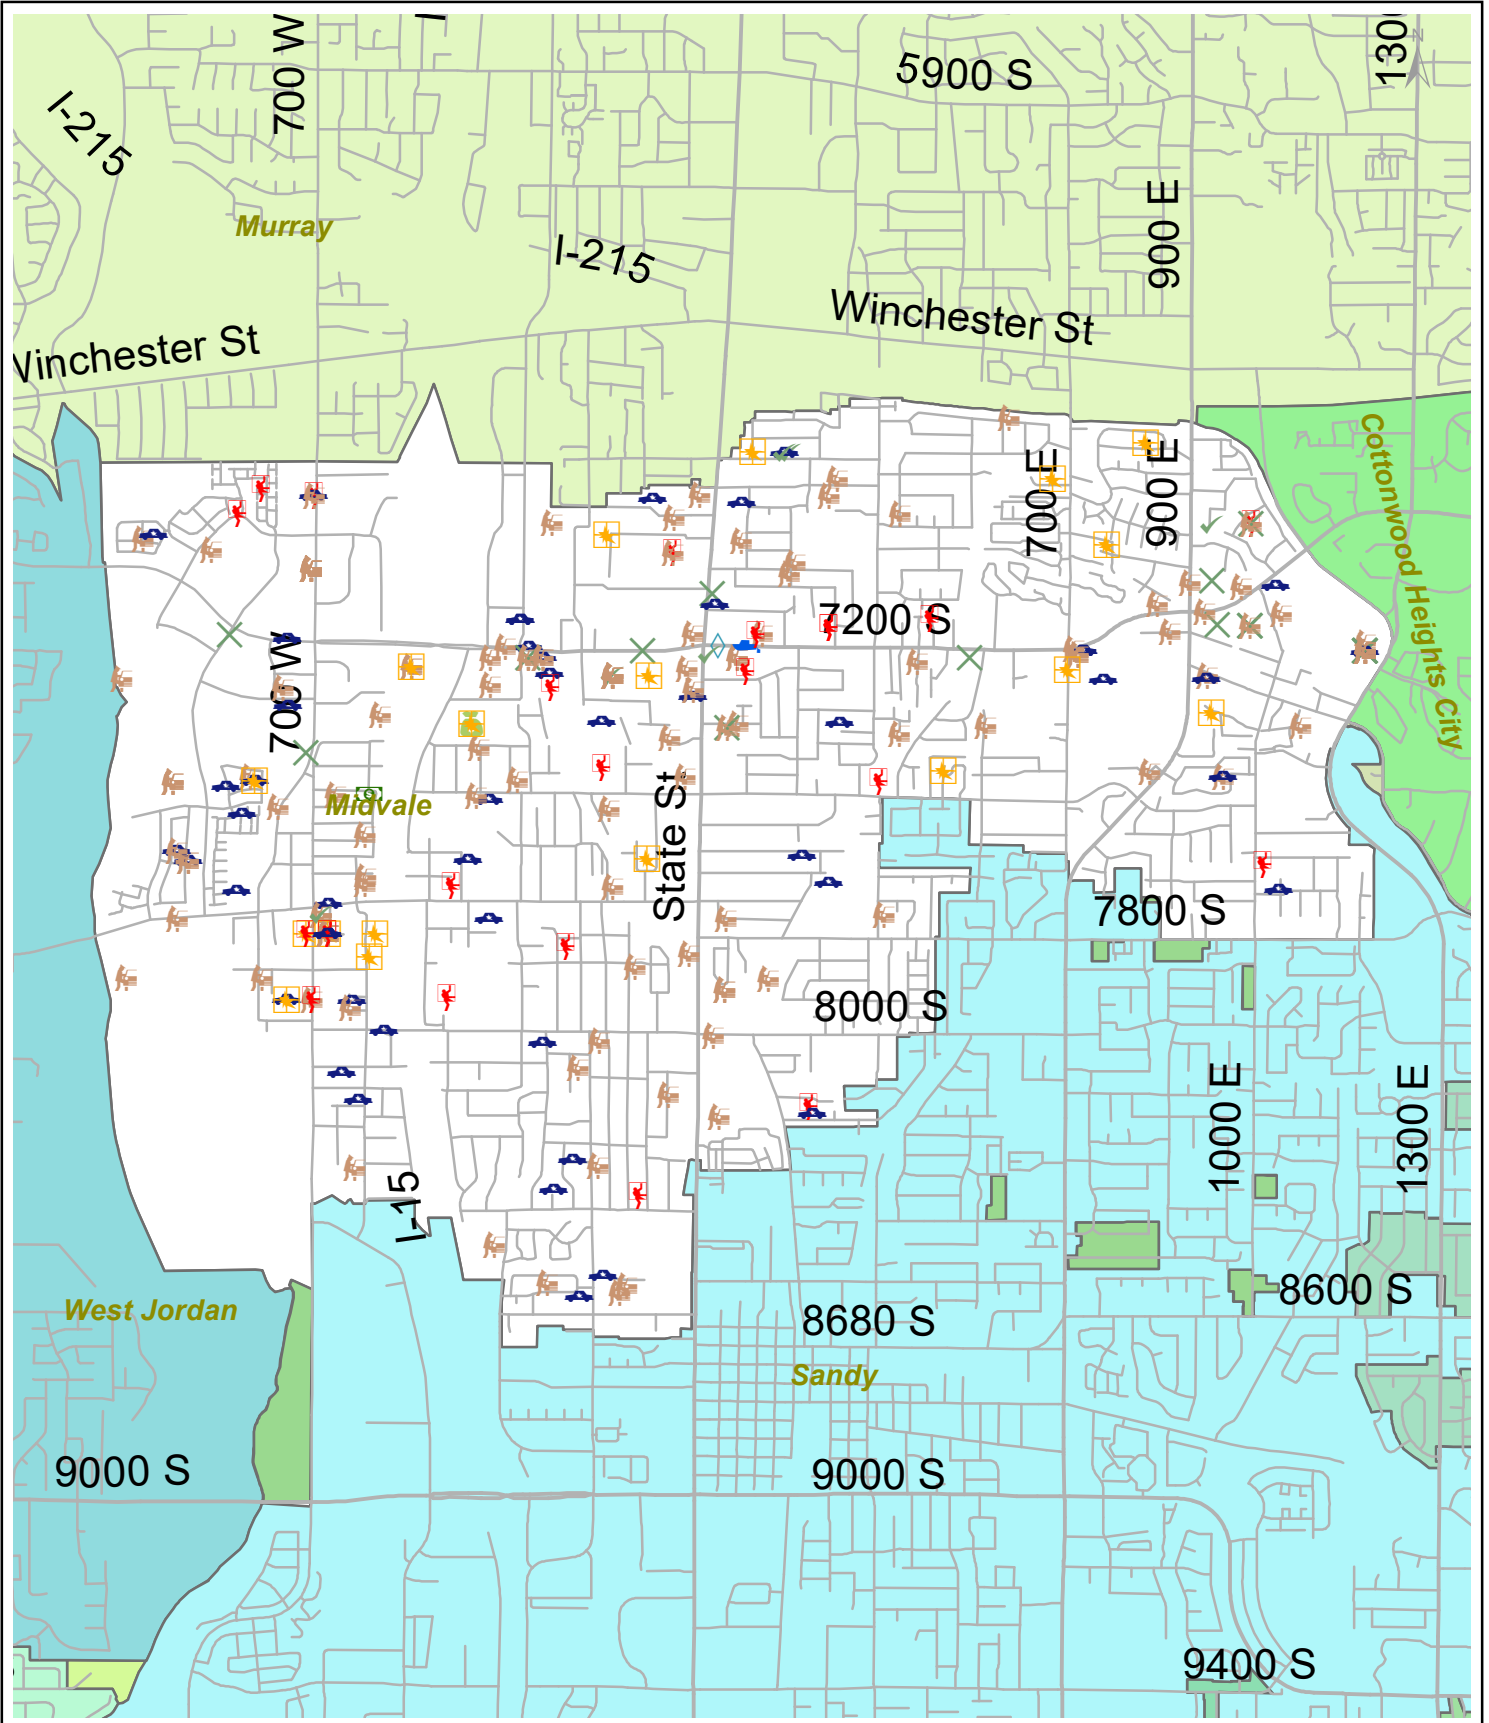 700 W
5900 S
1300
I-215
Murray
I-215
900 E
Winchester St
Winchester St
Cottonwood Heights City
700 E
900 E
7200 S
700 W
Midvale
State St
7800 S
8000 S
1000 E
1300 E
I-15
West Jordan
8600 S
8680 S
Sandy
9000 S
9000 S
9400 S